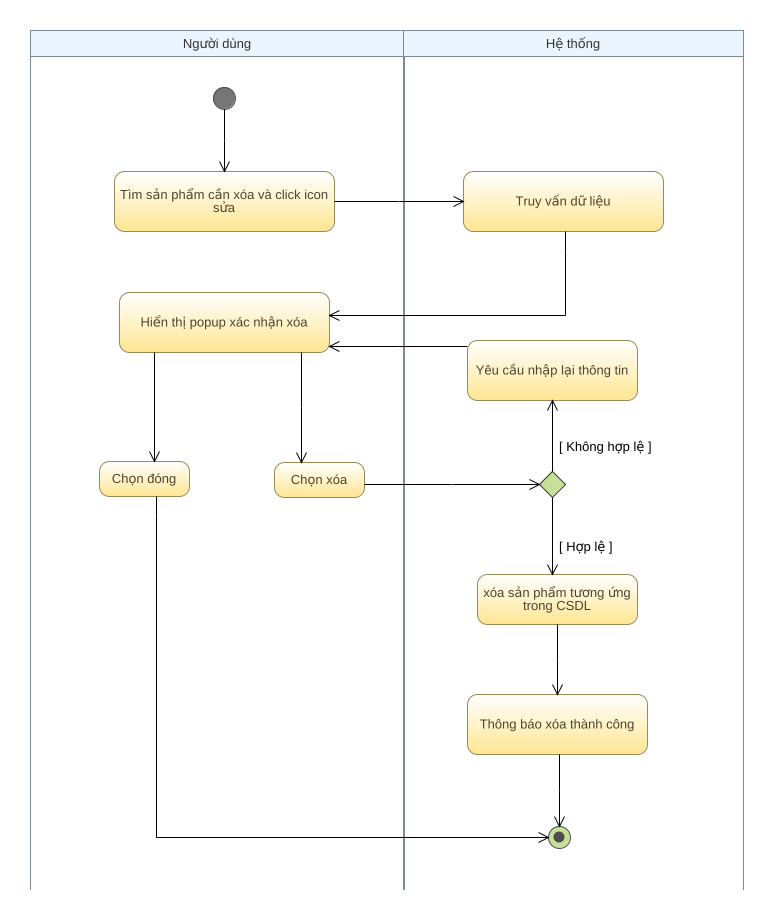 Người dùng
Hệ thống
Tìm sản phẩm cần xóa và click icon
sửa
Truy vấn dữ liệu
Hiển thị popup xác nhận xóa
Yêu cầu nhập lại thông tin
[ Không hợp lệ ]
Chọn đóng
Chọn xóa
[ Hợp lệ ]
xóa sản phẩm tương ứng
trong CSDL
Thông báo xóa thành công